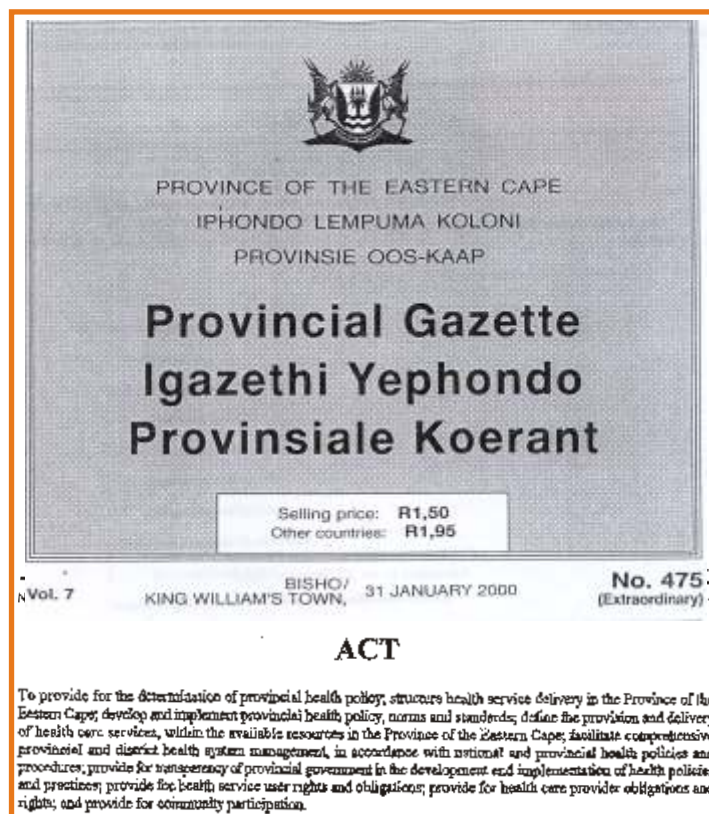 PROVINCE OF THE EASTERN CAPE
IPHONDO LEMPUMA KOLONI
PROVINSIE OOS-KAAP
Provincial Gazette
Igazethi Yephondo
Provinsiale Koerant
Selling price: R1,50
Other countries: R1,95
Vol. 7
BISHO/
KING WILLIAM'S TOWN, 31 JANUARY 2000
No. 475
(Extraordinary)
ACT
To provide for the determination of provincial health policy; structure health service delivery in the Province of the
Eastern Cape; develop and implement provincial health policy, norms and standards; define the provision and delivery
of health care services, within the available resources in the Province of the Eastern Cape; facilitate comprehensive
provincial and district health system management, in accordance with national and provincial health policies and
procedures; provide for transparency of provincial government in the development and implementation of health policies
and practices; provide for health service user rights and obligations; provide for health care provider obligations and
rights; and provide for community participation.